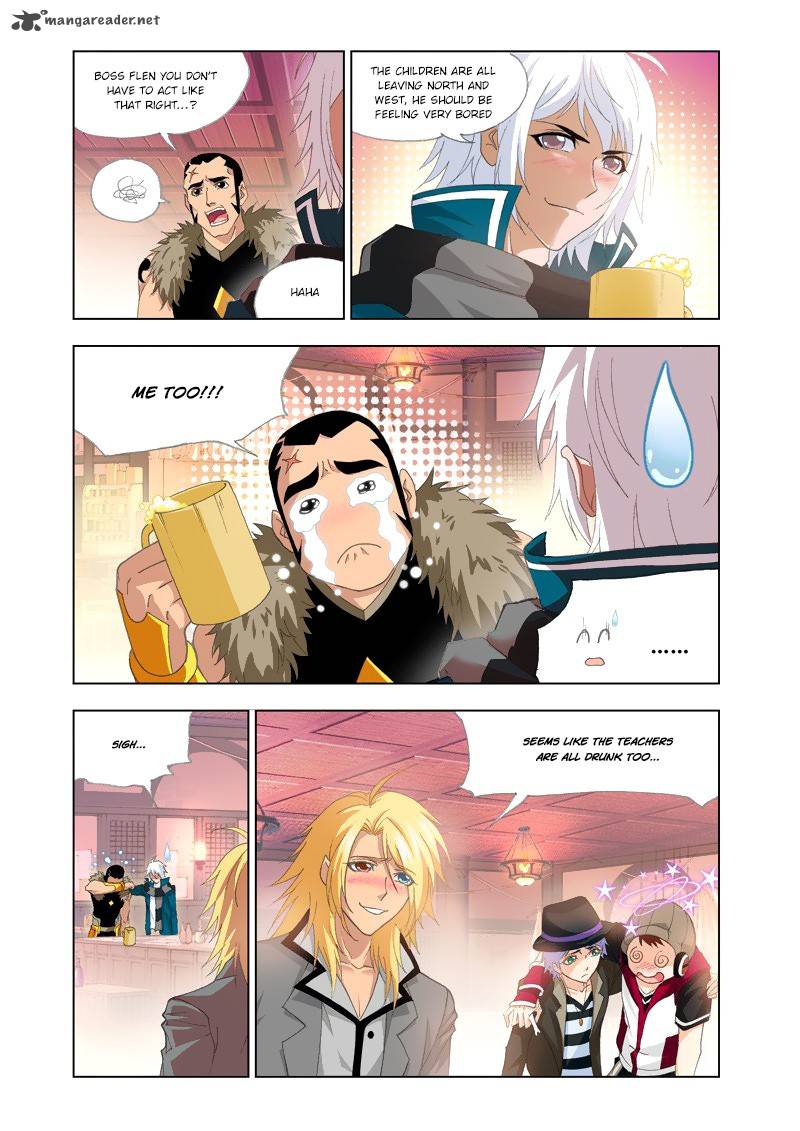 mangareader.net
BOSS FLEN YOU DON'T
HAVE TO ACT LIKE
THAT RIGHT...?
HAHA
THE CHILDREN ARE ALL
LEAVING NORTH AND
WEST, HE SHOULD BE
FEELING VERY BORED
ME TOO!!!
......
SIGH...
SEEMS LIKE THE TEACHERS
ARE ALL DRUNK TOO...